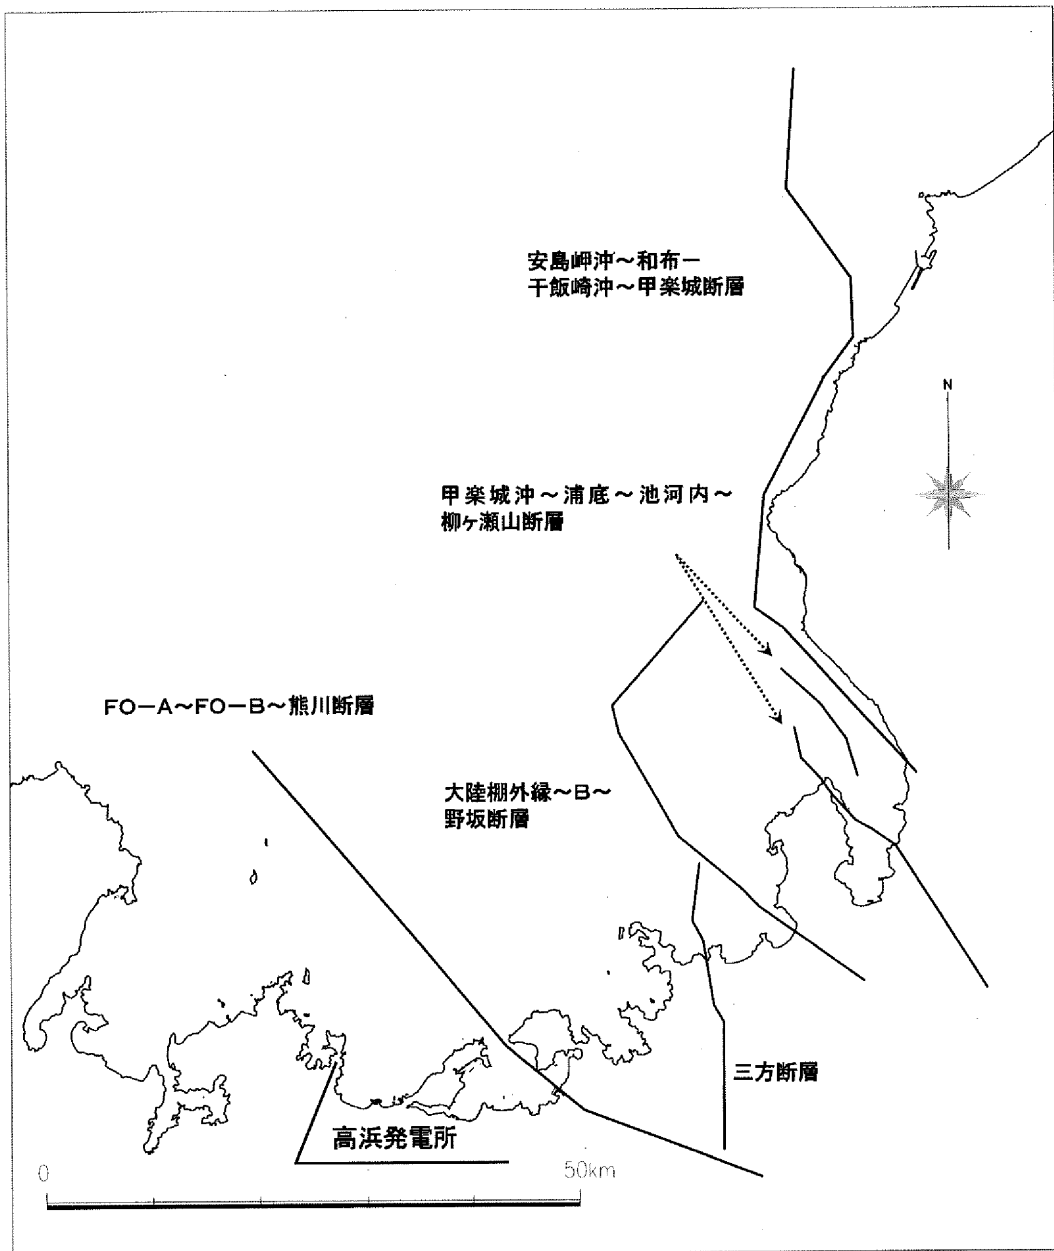 安島岬沖～和布－
干飯崎沖～甲楽城断層
N
甲楽城沖～浦底～池河内～
柳ヶ瀬山断層
FO－A～FO－B～熊川断層
大陸棚外縁～B～
野坂断層
三方断層
高浜発電所
0
50km